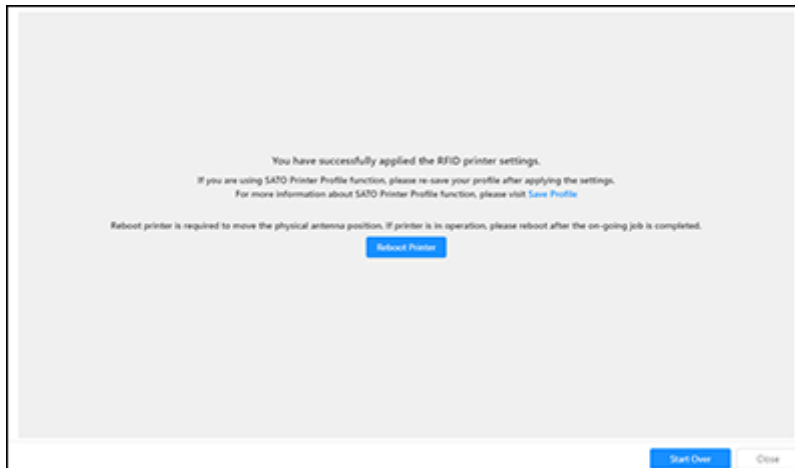 You have successfully applied the RFID printer settings.
If you are using SATO Printer Profile function, please re-save your profile after applying the settings.
For more information about SATO Printer Profile function, please visit Save Profile
Reboot printer is required to move the physical antenna position. If printer is in operation, please reboot after the on-going job is completed.
Reboot Printer
Start Over
Close